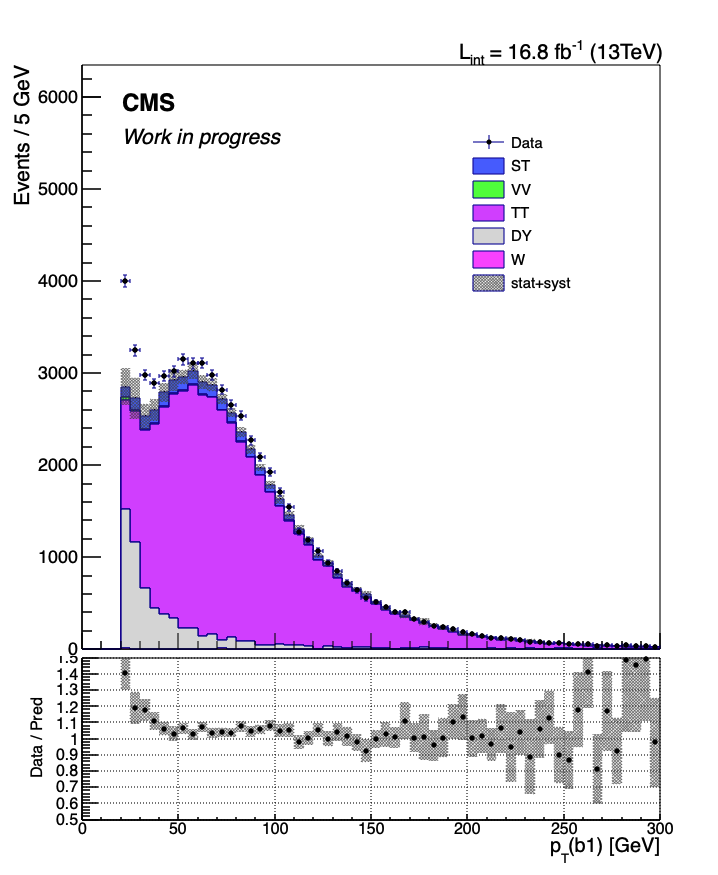 L_int = 16.8 fb^-1 (13TeV)
Events / 5 GeV
6000
5000
4000
3000
2000
1000
0
CMS
Work in progress
Data
ST
VV
TT
DY
W
stat+syst
Data / Pred
1.5
1.4
1.3
1.2
1.1
1
0.9
0.8
0.7
0.6
0.5
0 50 100 150 200 250 300
p_T(b1) [GeV]